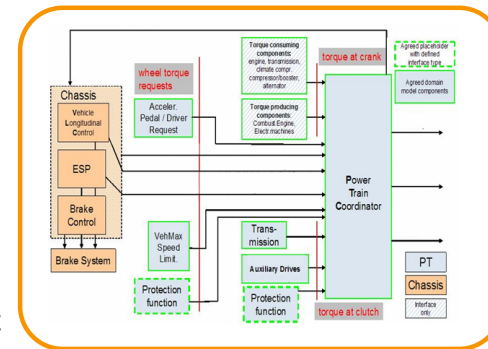 Torque consuming
components:
engine, transmission,
climate compr.
compressor/booster,
alternator
torque at crank
Agreed placeholder
with defined
interface type
wheel torque
requests
Chassis
Vehicle
Longitudinal
Control
Acceler.
Pedal / Driver
Request
Torque producing
components:
Combust.Engine,
Electr.machines
Agreed domain
model components
ESP
Power
Train
Coordinator
Brake
Control
VehMax
Speed
Limit.
Trans-
mission
Brake System
Auxiliary Drives
PT
Protection
function
Protection
function
torque at clutch
Chassis
Interface
only